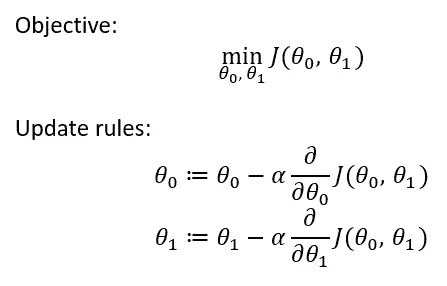 Objective:
min J(θ₀, θ₁)
θ₀, θ₁
Update rules:
θ₀ ≔ θ₀ − α ∂/∂θ₀ J(θ₀, θ₁)
θ₁ ≔ θ₁ − α ∂/∂θ₁ J(θ₀, θ₁)